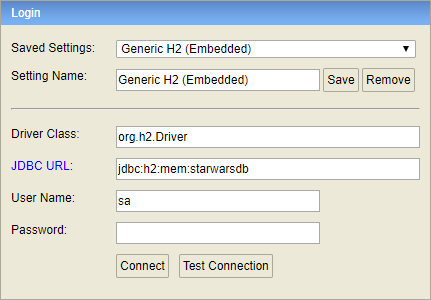 Login
Saved Settings: Generic H2 (Embedded)
Setting Name: Generic H2 (Embedded) Save Remove
Driver Class: org.h2.Driver
JDBC URL: jdbc:h2:mem:starwarsdb
User Name: sa
Password:
Connect Test Connection